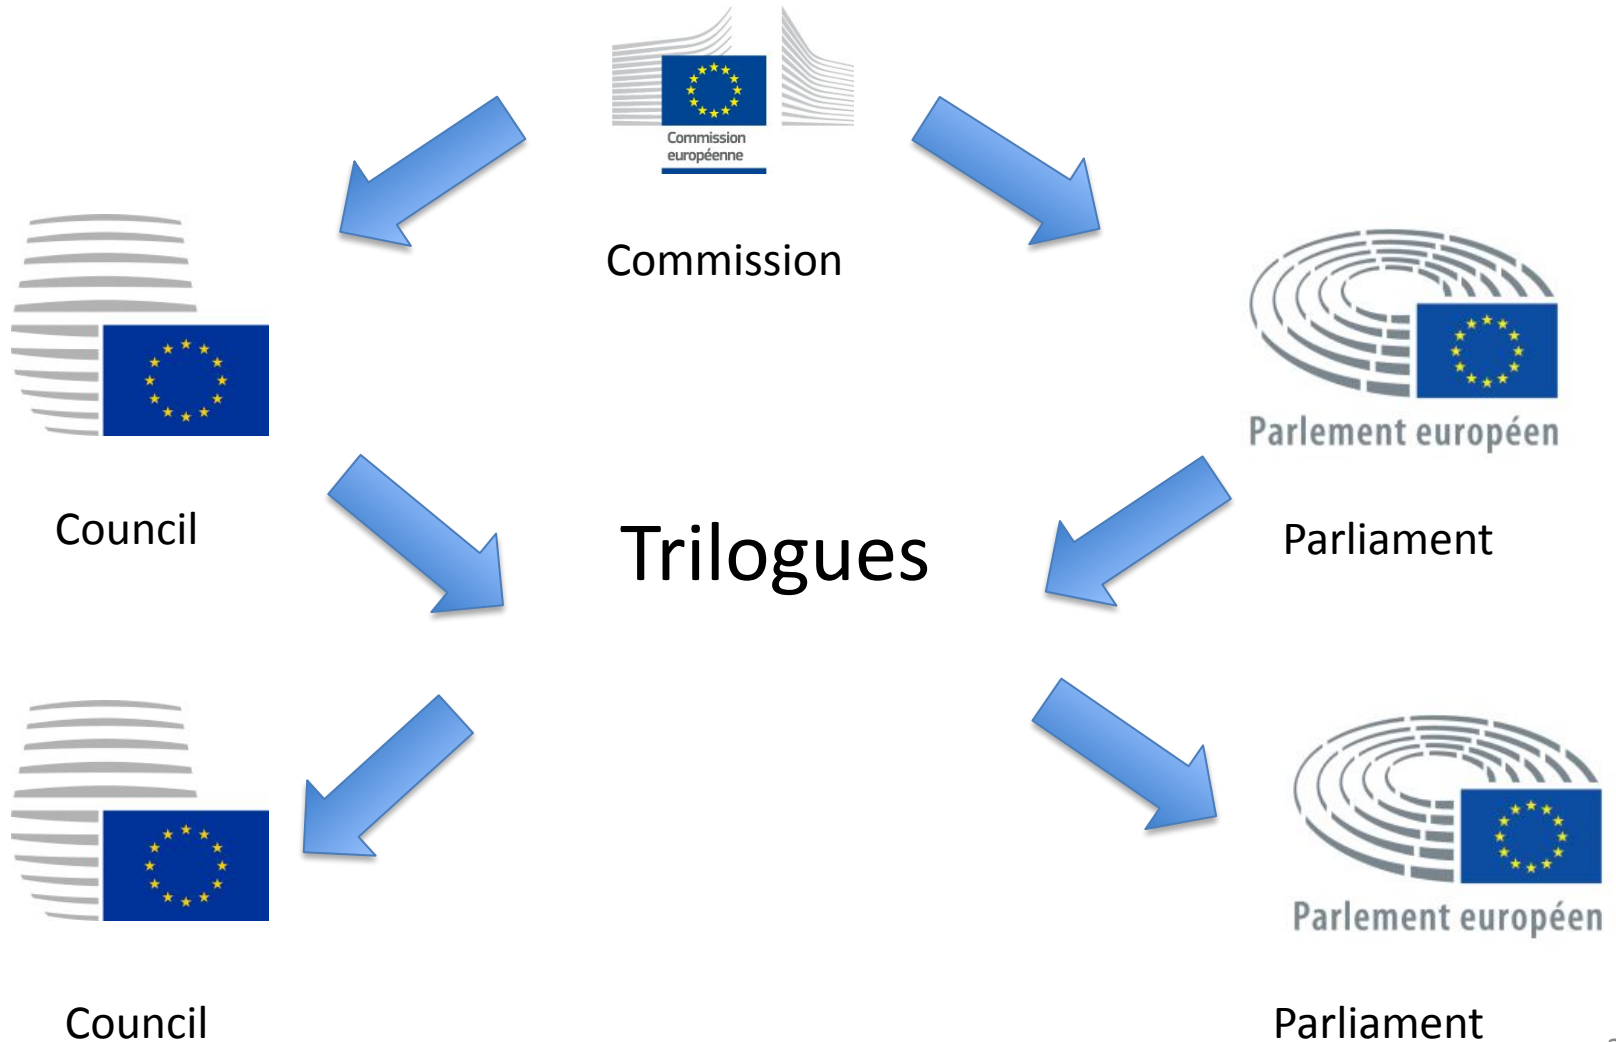 Commission
européenne
Commission
Parlement européen
Council
Trilogues
Parliament
Parlement européen
Council
Parliament